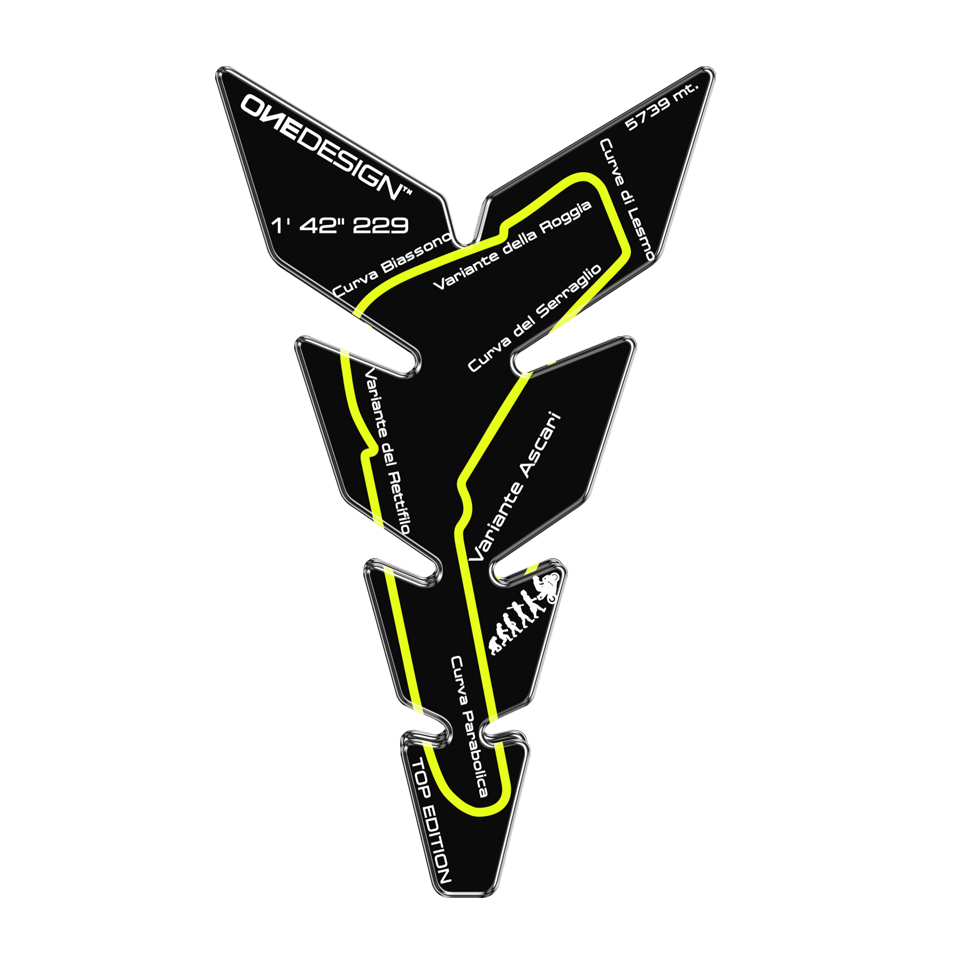 ONEDESIGN™
5739 mt.
1' 42" 229
Curve di Lesmo
Curva Biassono
Variante della Roggia
Curva del Serraglio
Variante del Rettifilo
Variante Ascari
Curva Parabolica
TOP EDITION